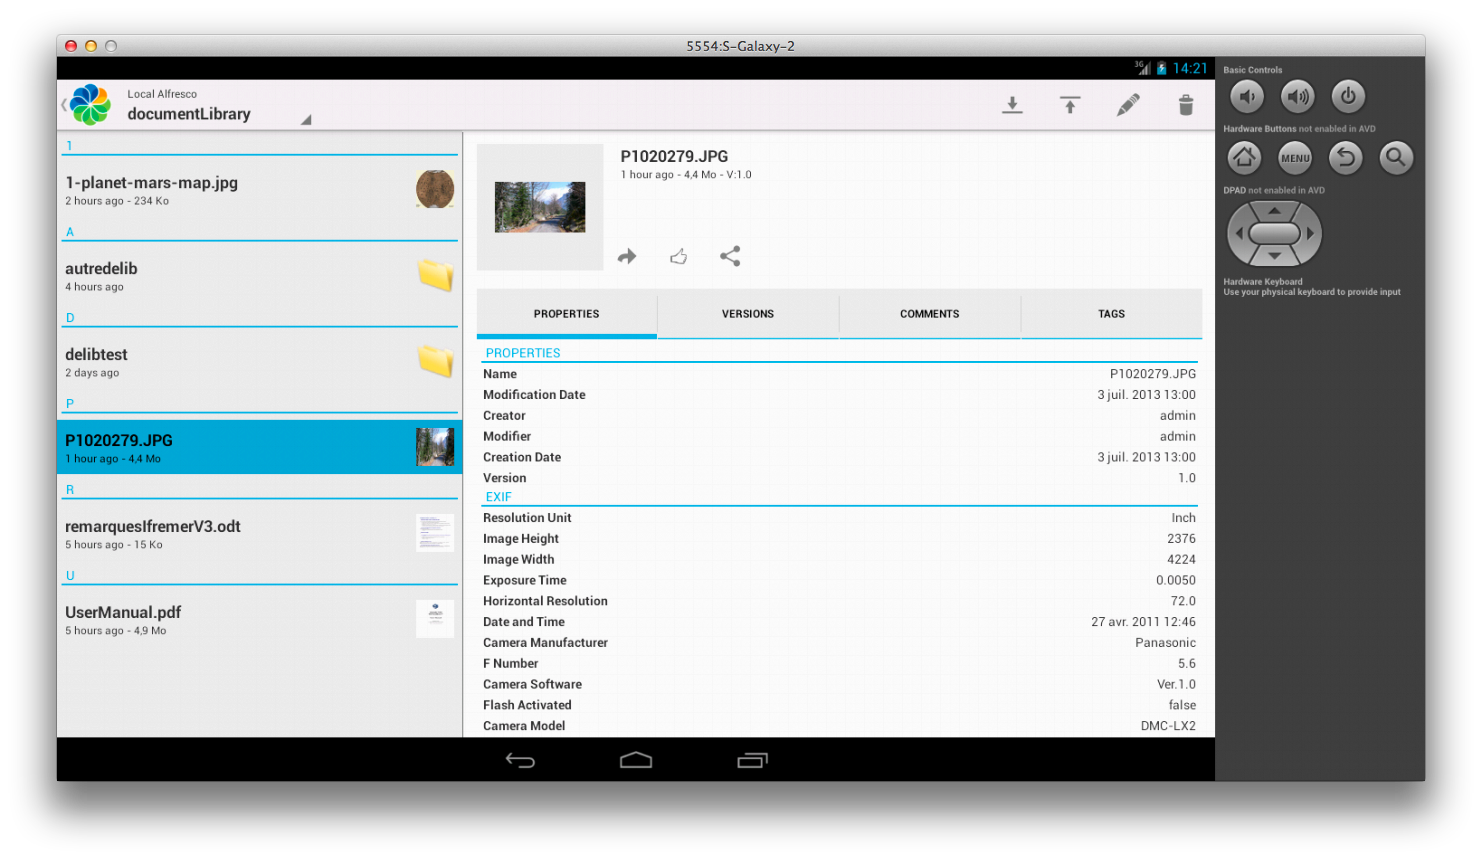 5554:S-Galaxy-2
3G 14:21
Local Alfresco
documentLibrary
1
1-planet-mars-map.jpg
2 hours ago - 234 Ko
A
autredelib
4 hours ago
D
delibtest
2 days ago
P
P1020279.JPG
1 hour ago - 4,4 Mo
R
remarquesIfremerV3.odt
5 hours ago - 15 Ko
U
UserManual.pdf
5 hours ago - 4,9 Mo
P1020279.JPG
1 hour ago - 4,4 Mo - V:1.0
PROPERTIES VERSIONS COMMENTS TAGS
PROPERTIES
Name P1020279.JPG
Modification Date 3 juil. 2013 13:00
Creator admin
Modifier admin
Creation Date 3 juil. 2013 13:00
Version 1.0
EXIF
Resolution Unit Inch
Image Height 2376
Image Width 4224
Exposure Time 0.0050
Horizontal Resolution 72.0
Date and Time 27 avr. 2011 12:46
Camera Manufacturer Panasonic
F Number 5.6
Camera Software Ver.1.0
Flash Activated false
Camera Model DMC-LX2
Basic Controls
Hardware Buttons not enabled in AVD
MENU
DPAD not enabled in AVD
Hardware Keyboard
Use your physical keyboard to provide input